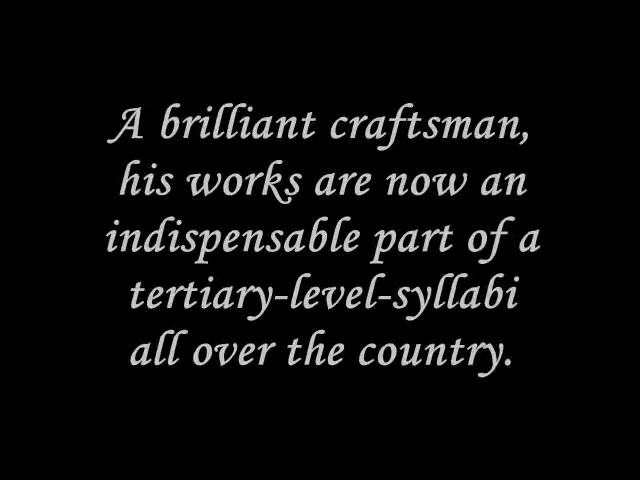 A brilliant craftsman,
his works are now an
indispensable part of a
tertiary-level-syllabi
all over the country.